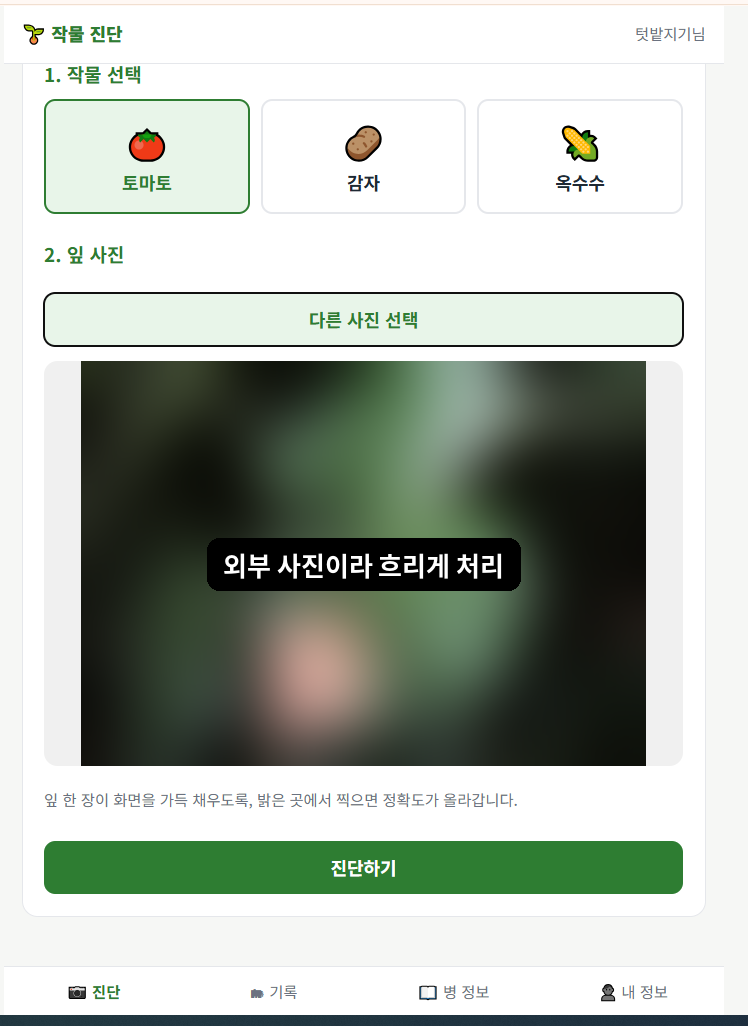 작물 진단
텃밭지기님
1. 작물 선택
토마토
감자
옥수수
2. 잎 사진
다른 사진 선택
외부 사진이라 흐리게 처리
잎 한 장이 화면을 가득 채우도록, 밝은 곳에서 찍으면 정확도가 올라갑니다.
진단하기
진단
기록
병 정보
내 정보